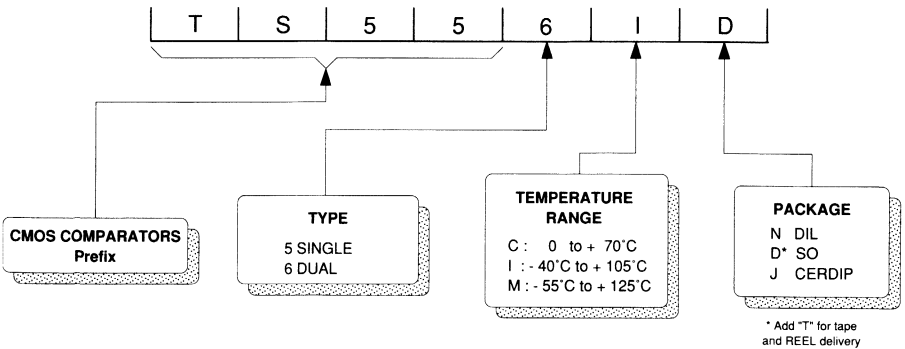 T S 5 5 6 I D
CMOS COMPARATORS
Prefix
TYPE
5 SINGLE
6 DUAL
TEMPERATURE
RANGE
C : 0 to + 70°C
I : - 40°C to + 105°C
M : - 55°C to + 125°C
PACKAGE
N DIL
D* SO
J CERDIP
* Add "T" for tape
and REEL delivery